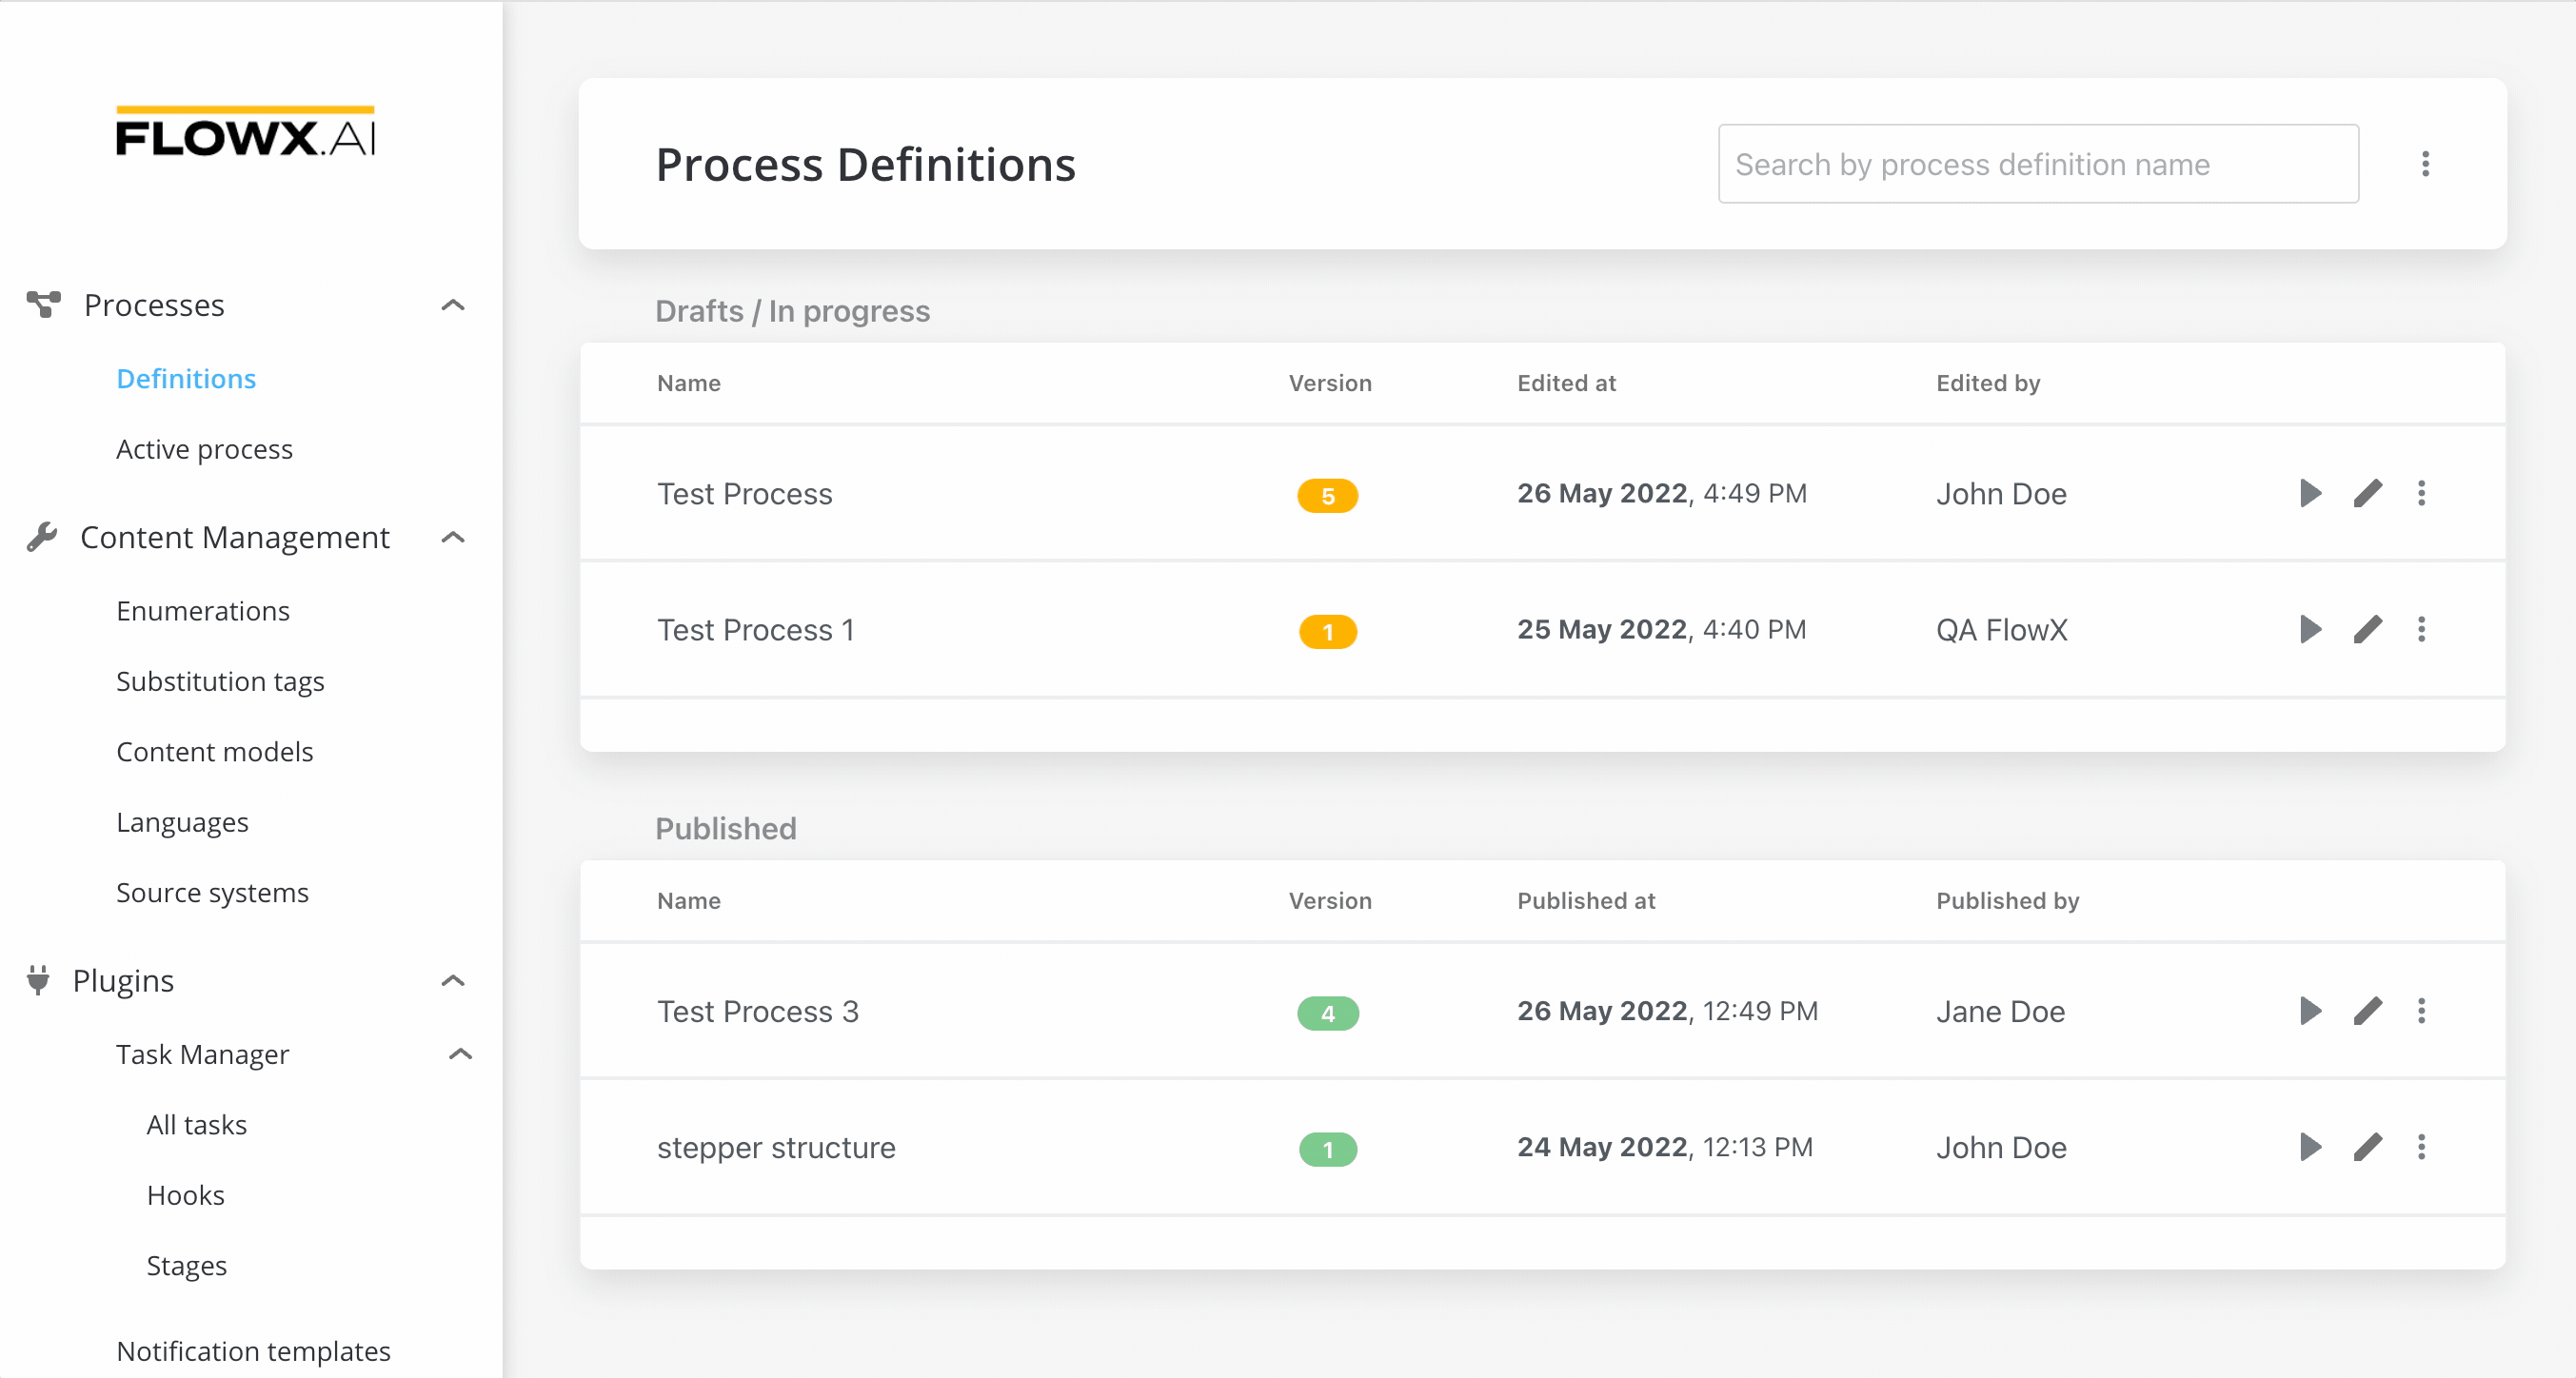 FLOWX.AI
Processes
Definitions
Active process
Content Management
Enumerations
Substitution tags
Content models
Languages
Source systems
Plugins
Task Manager
All tasks
Hooks
Stages
Notification templates
Process Definitions
Search by process definition name
Drafts / In progress
Name Version Edited at Edited by
Test Process 5 26 May 2022, 4:49 PM John Doe
Test Process 1 1 25 May 2022, 4:40 PM QA FlowX
Published
Name Version Published at Published by
Test Process 3 4 26 May 2022, 12:49 PM Jane Doe
stepper structure 1 24 May 2022, 12:13 PM John Doe